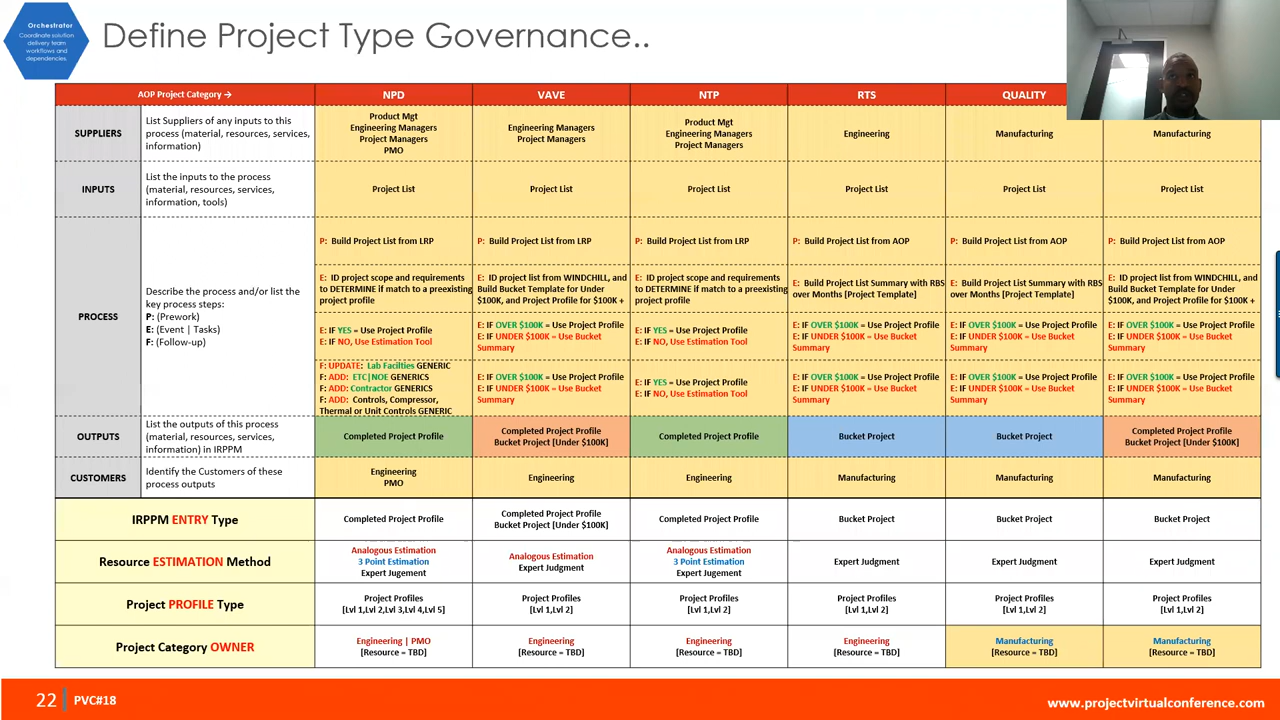 Orchestrator
Coordinate solution
delivery team
workflows and
dependencies.
Define Project Type Governance..
AOP Project Category →
NPD
VAVE
NTP
RTS
QUALITY
SUPPLIERS
List Suppliers of any inputs to this
process (material, resources, services,
information)
Product Mgt
Engineering Managers
Project Managers
PMO
Engineering Managers
Project Managers
Product Mgt
Engineering Managers
Project Managers
Engineering
Manufacturing
Manufacturing
INPUTS
List the inputs to the process
(material, resources, services,
information, tools)
Project List
Project List
Project List
Project List
Project List
Project List
PROCESS
Describe the process and/or list the
key process steps:
P: (Prework)
E: (Event | Tasks)
F: (Follow-up)
P: Build Project List from LRP
P: Build Project List from LRP
P: Build Project List from LRP
P: Build Project List from AOP
P: Build Project List from AOP
P: Build Project List from AOP
E: ID project scope and requirements
to DETERMINE if match to a preexisting
project profile
E: ID project list from WINDCHILL, and
Build Bucket Template for Under
$100K, and Project Profile for $100K +
E: ID project scope and requirements
to DETERMINE if match to a preexisting
project profile
E: Build Project List Summary with RBS
over Months [Project Template]
E: Build Project List Summary with RBS
over Months [Project Template]
E: ID project list from WINDCHILL, and
Build Bucket Template for Under
$100K, and Project Profile for $100K +
E: IF YES = Use Project Profile
E: IF NO, Use Estimation Tool
E: IF OVER $100K = Use Project Profile
E: IF UNDER $100K = Use Bucket
Summary
E: IF YES = Use Project Profile
E: IF NO, Use Estimation Tool
E: IF OVER $100K = Use Project Profile
E: IF UNDER $100K = Use Bucket
Summary
E: IF OVER $100K = Use Project Profile
E: IF UNDER $100K = Use Bucket
Summary
E: IF OVER $100K = Use Project Profile
E: IF UNDER $100K = Use Bucket
Summary
F: UPDATE: Lab Facilties GENERIC
F: ADD: ETC|NOE GENERICS
F: ADD: Contractor GENERICS
F: ADD: Controls, Compressor,
Thermal or Unit Controls GENERIC
E: IF OVER $100K = Use Project Profile
E: IF UNDER $100K = Use Bucket
Summary
E: IF YES = Use Project Profile
E: IF NO, Use Estimation Tool
E: IF OVER $100K = Use Project Profile
E: IF UNDER $100K = Use Bucket
Summary
E: IF OVER $100K = Use Project Profile
E: IF UNDER $100K = Use Bucket
Summary
E: IF OVER $100K = Use Project Profile
E: IF UNDER $100K = Use Bucket
Summary
OUTPUTS
List the outputs of this process
(material, resources, services,
information) in IRPPM
Completed Project Profile
Completed Project Profile
Bucket Project [Under $100K]
Completed Project Profile
Bucket Project
Bucket Project
Completed Project Profile
Bucket Project [Under $100K]
CUSTOMERS
Identify the Customers of these
process outputs
Engineering
PMO
Engineering
Engineering
Manufacturing
Manufacturing
Manufacturing
IRPPM ENTRY Type
Completed Project Profile
Completed Project Profile
Bucket Project [Under $100K]
Completed Project Profile
Bucket Project
Bucket Project
Bucket Project
Resource ESTIMATION Method
Analogous Estimation
3 Point Estimation
Expert Jugement
Analogous Estimation
Expert Judgment
Analogous Estimation
3 Point Estimation
Expert Jugement
Expert Judgment
Expert Judgment
Expert Judgment
Project PROFILE Type
Project Profiles
[Lvl 1,Lvl 2,Lvl 3,Lvl 4,Lvl 5]
Project Profiles
[Lvl 1,Lvl 2]
Project Profiles
[Lvl 1,Lvl 2]
Project Profiles
[Lvl 1,Lvl 2]
Project Profiles
[Lvl 1,Lvl 2]
Project Profiles
[Lvl 1,Lvl 2]
Project Category OWNER
Engineering | PMO
[Resource = TBD]
Engineering
[Resource = TBD]
Engineering
[Resource = TBD]
Engineering
[Resource = TBD]
Manufacturing
[Resource = TBD]
Manufacturing
[Resource = TBD]
22
PVC#18
www.projectvirtualconference.com